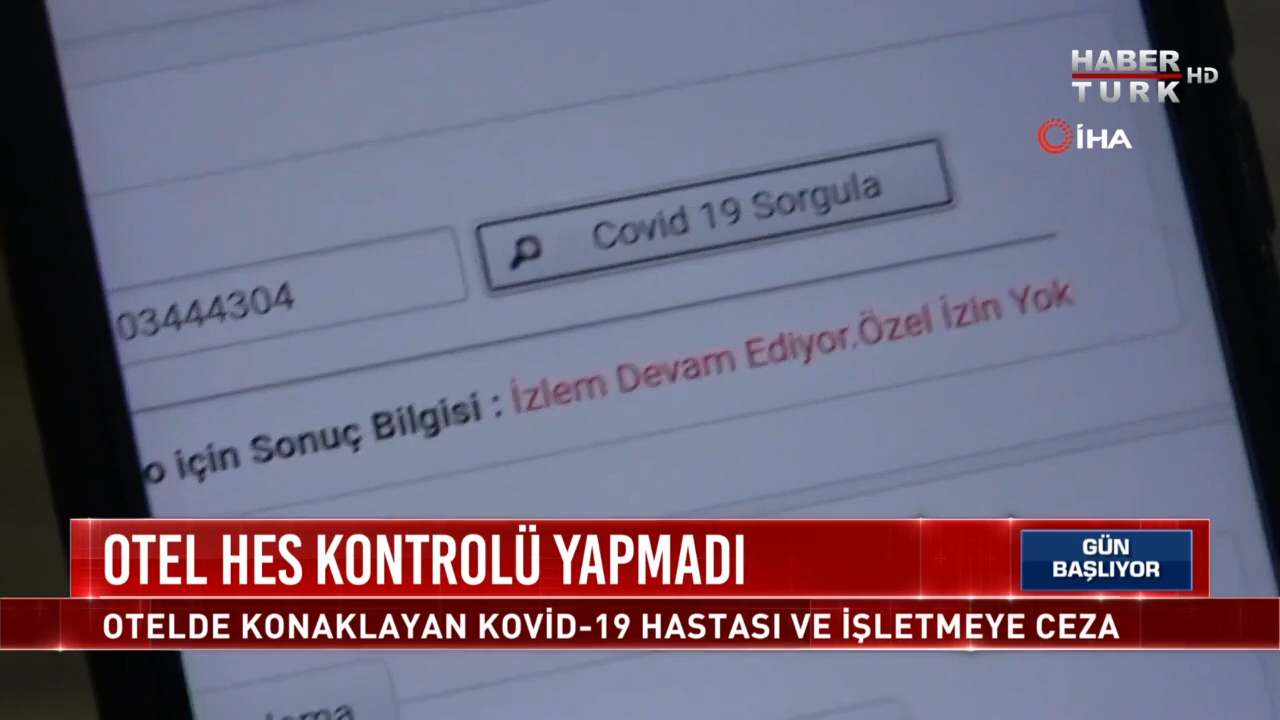 HABER
TURK HD
İHA
Covid 19 Sorgula
03444304
için Sonuç Bilgisi : İzlem Devam Ediyor.Özel İzin Yok
OTEL HES KONTROLÜ YAPMADI
GÜN
BAŞLIYOR
OTELDE KONAKLAYAN KOVİD-19 HASTASI VE İŞLETMEYE CEZA